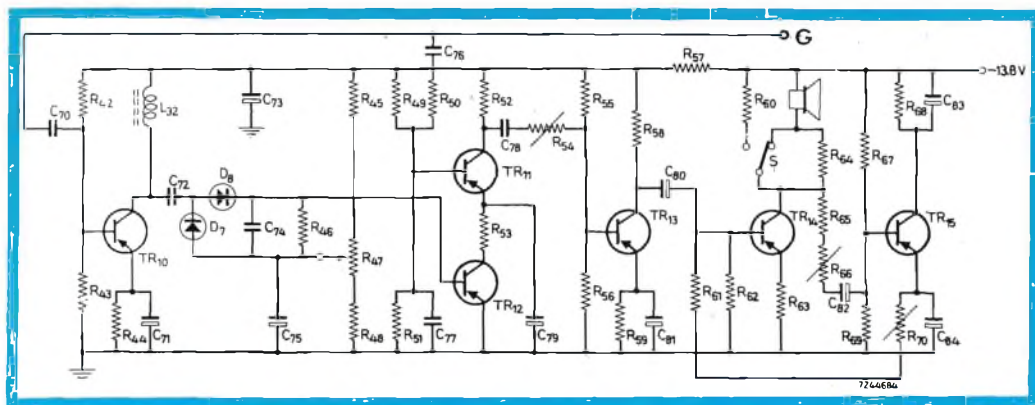 G
C76
R57
-13.8V
C70
R42
L32
C73
R45
R49
R50
R52
C78
R54
R55
R58
R60
R68
C83
R67
C72
D8
D7
C74
R46
R47
TR10
TR11
R53
TR12
C80
TR13
S
R64
R65
R66
TR14
C82
TR15
R43
R44
C71
C75
R48
R51
C77
C79
R56
R59
C81
R61
R62
R63
R69
R70
C84
7244684